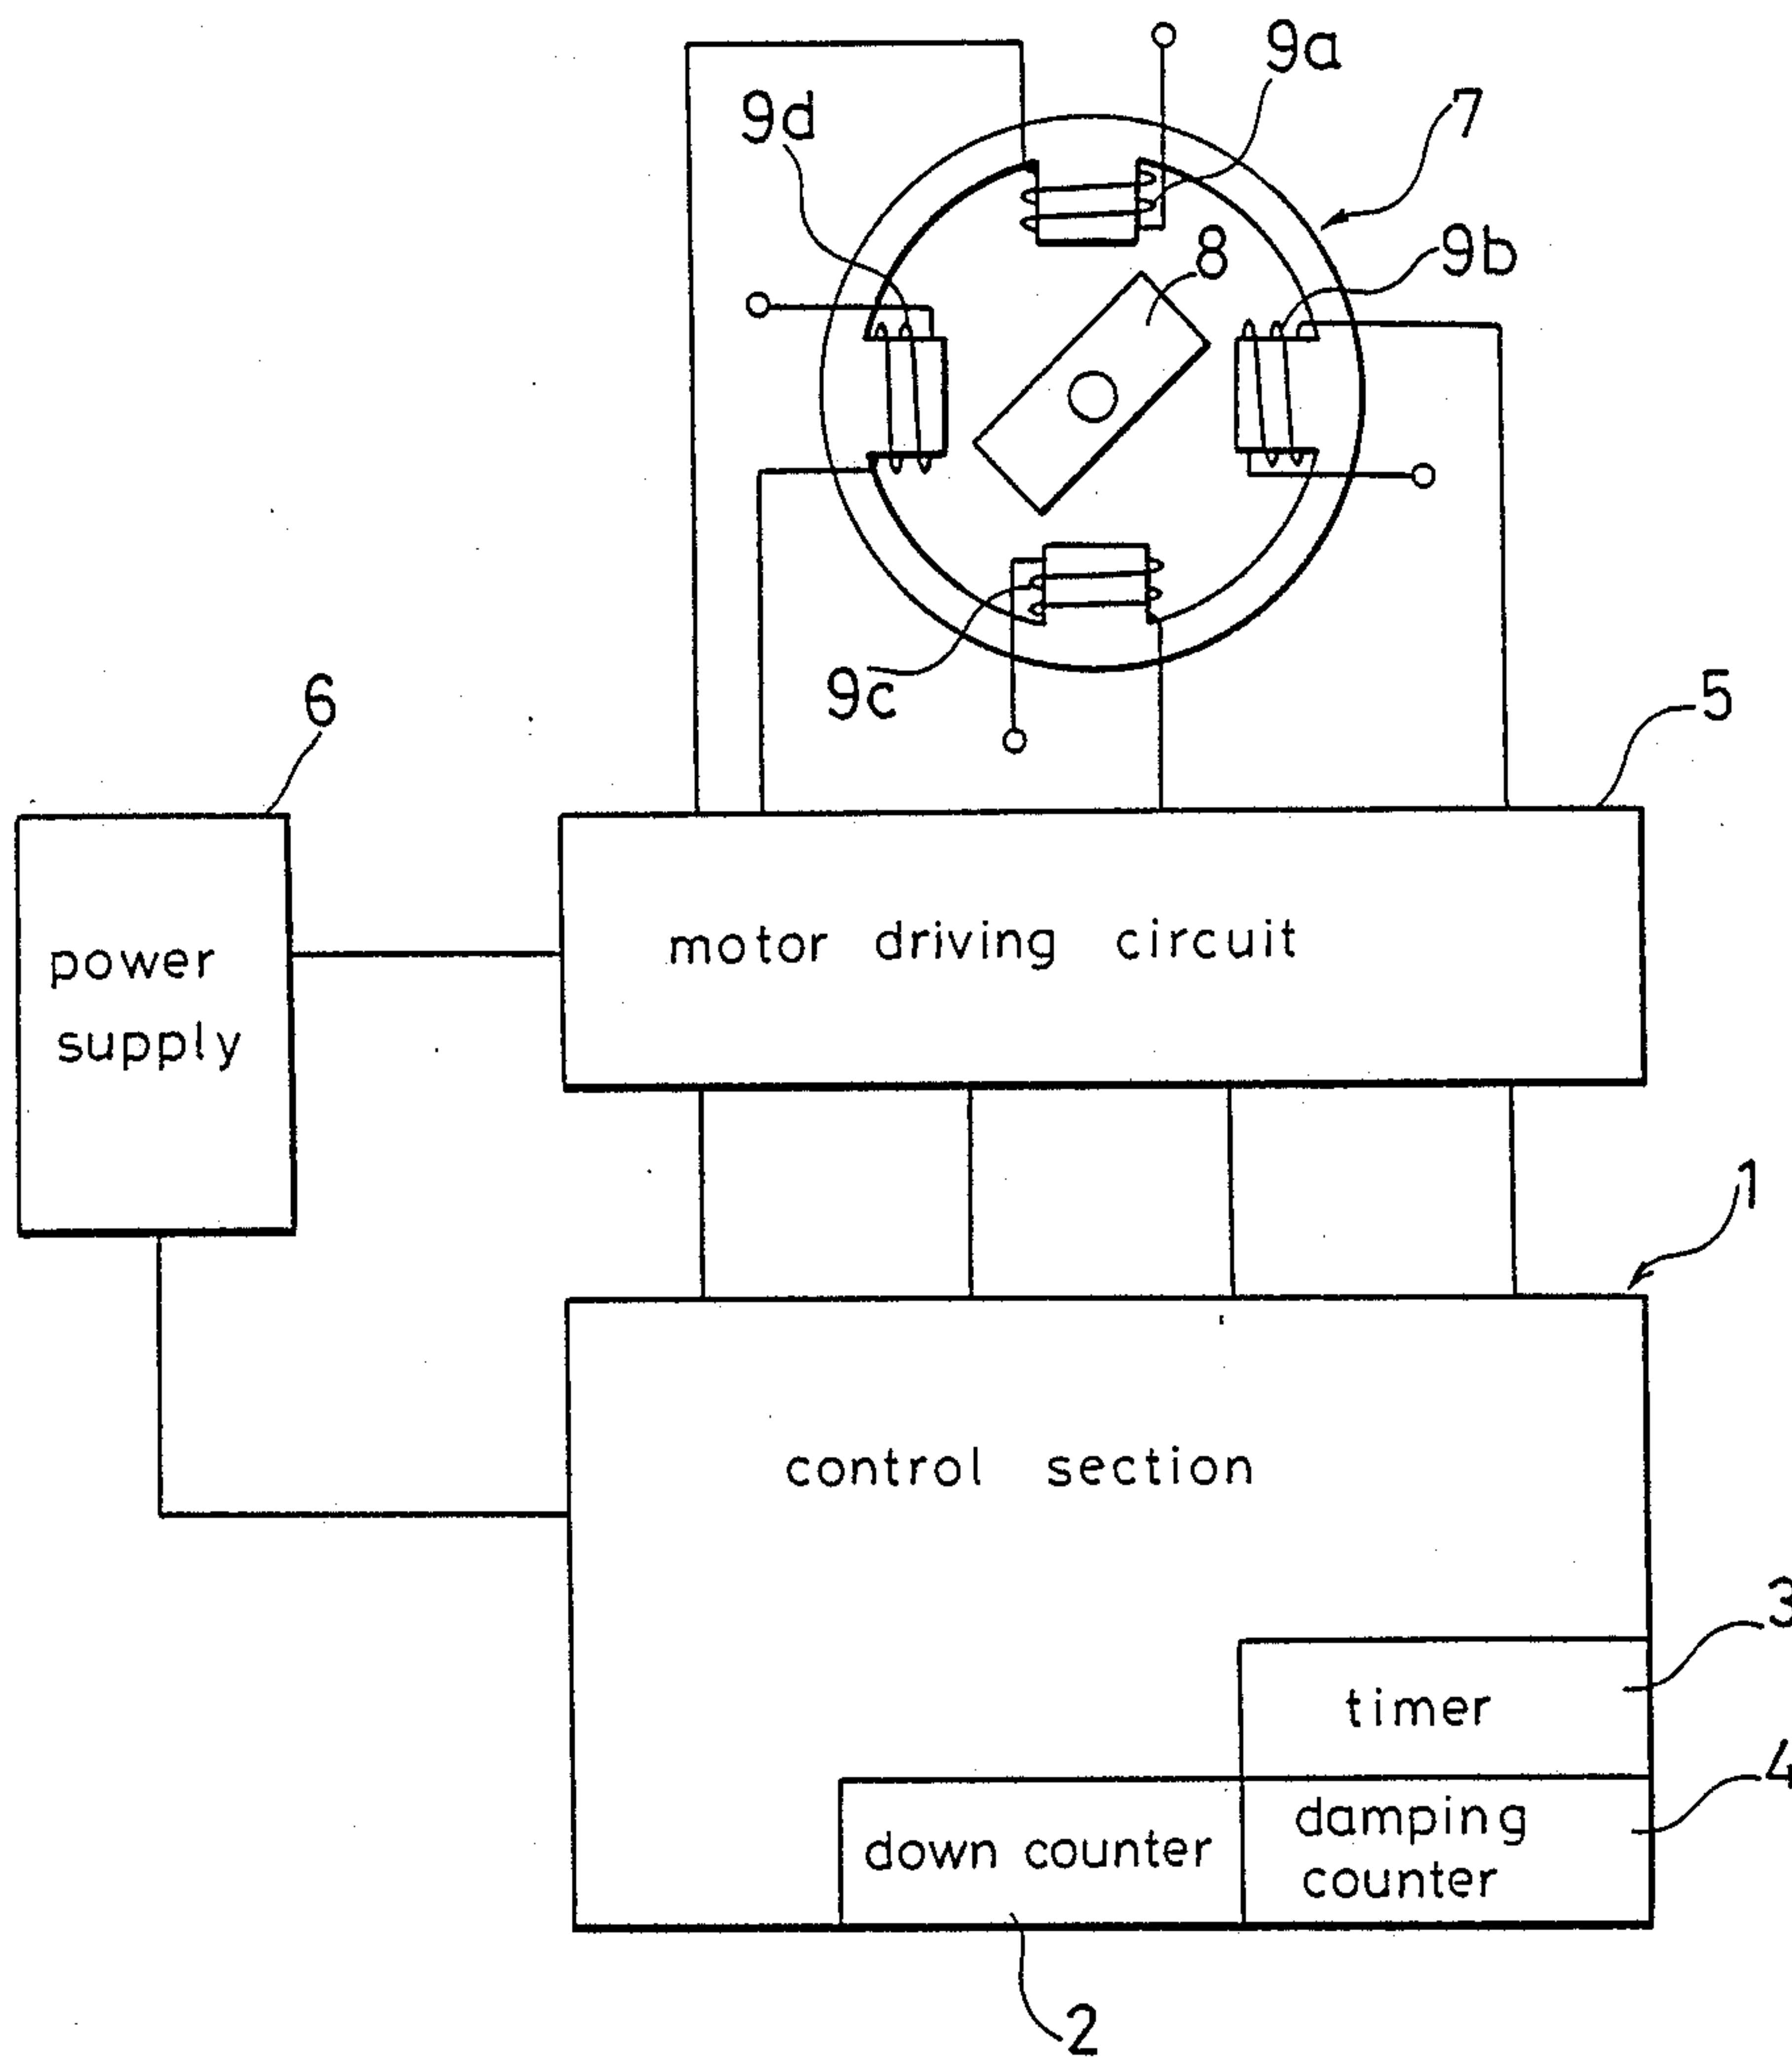 9a
9d
7
9b
8
9c
6
5
power
supply
motor driving circuit
1
control section
3
timer
4
damping
counter
down counter
2